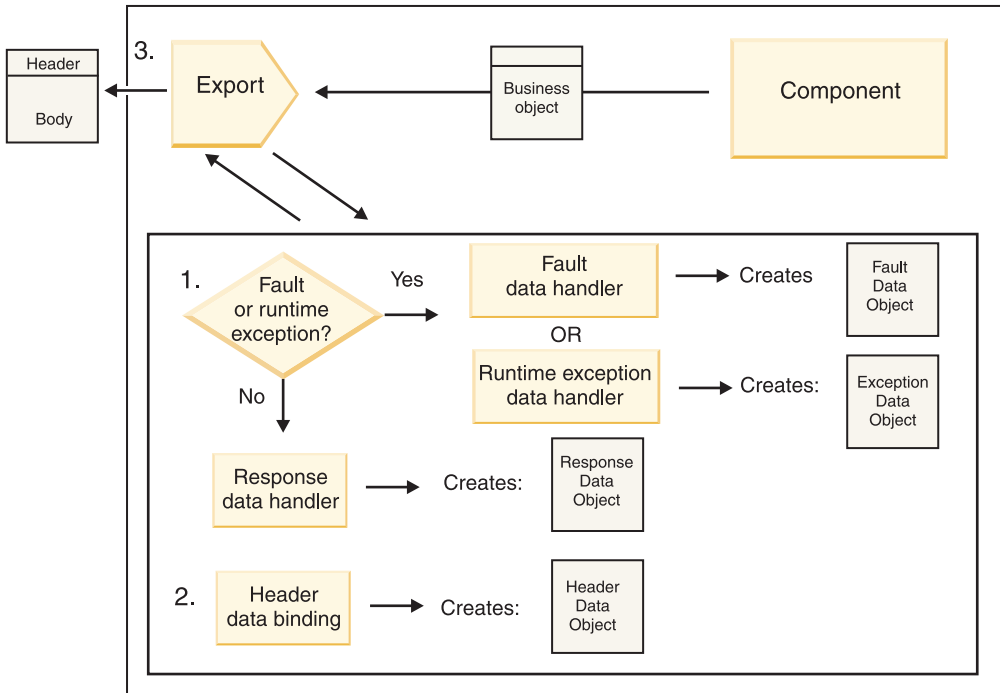 3.
Header
Body
Export
Business
object
Component
1.
Fault
or runtime
exception?
Yes
Fault
data handler
Creates
Fault
Data
Object
OR
Runtime exception
data handler
Creates:
Exception
Data
Object
No
Response
data handler
Creates:
Response
Data
Object
2.
Header
data binding
Creates:
Header
Data
Object